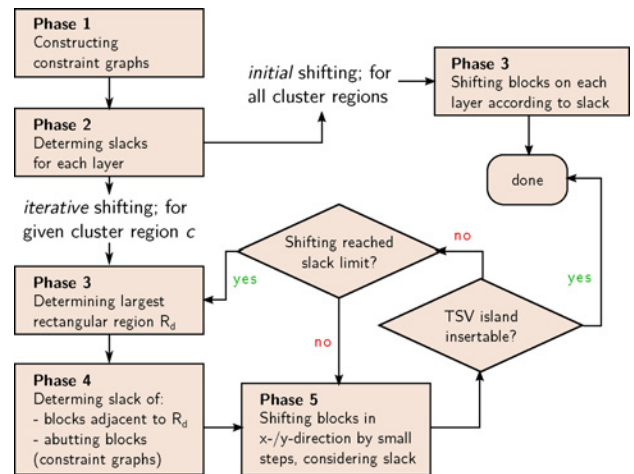 Phase 1
Constructing
constraint graphs
Phase 2
Determing slacks
for each layer
initial shifting; for
all cluster regions
Phase 3
Shifting blocks on each
layer according to slack
done
iterative shifting; for
given cluster region c
Phase 3
Determining largest
rectangular region R_d
Phase 4
Determing slack of:
- blocks adjacent to R_d
- abutting blocks
(constraint graphs)
Phase 5
Shifting blocks in
x-/y-direction by small
steps, considering slack
TSV island
insertable?
yes
no
Shifting reached
slack limit?
yes
no